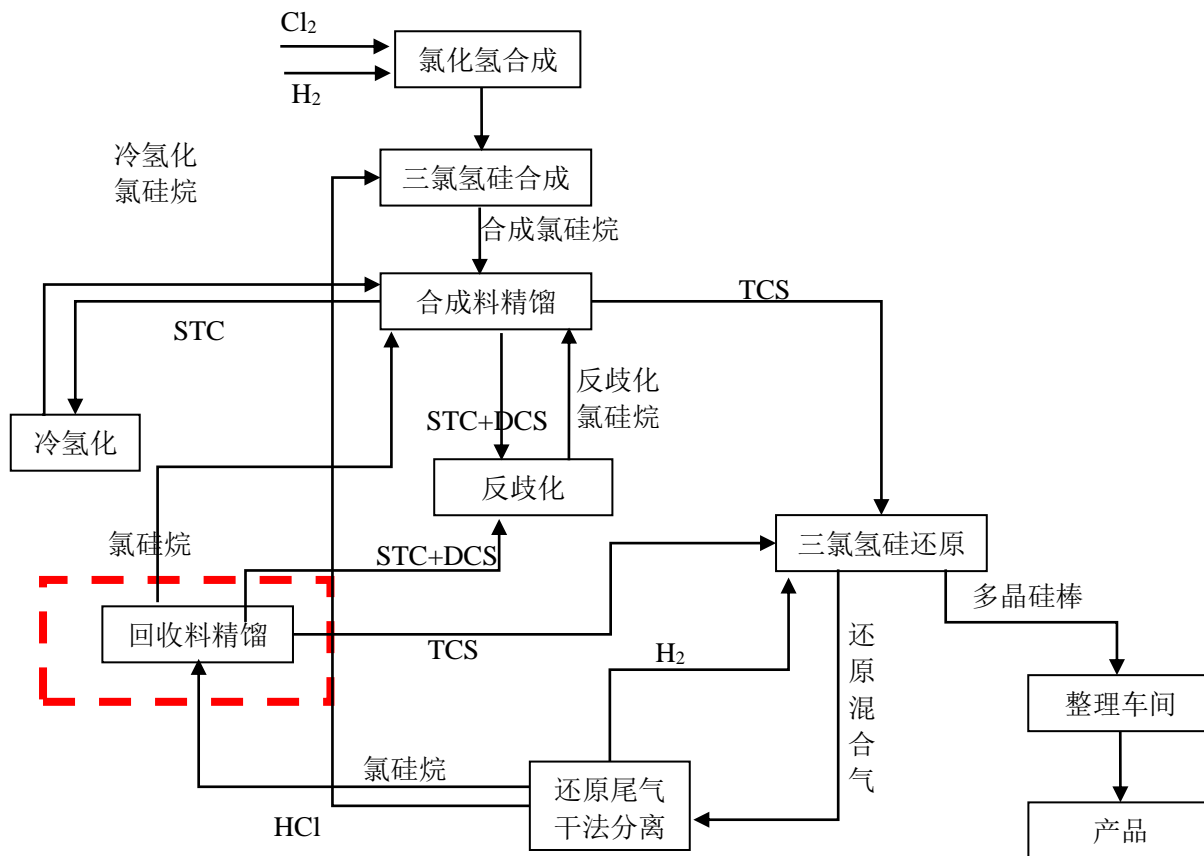 Cl₂
氯化氢合成
H₂
冷氢化
氯硅烷
三氯氢硅合成
合成氯硅烷
合成料精馏
TCS
STC
反歧化
氯硅烷
STC+DCS
冷氢化
反歧化
氯硅烷
STC+DCS
三氯氢硅还原
多晶硅棒
回收料精馏
TCS
H₂
还
原
混
合
气
整理车间
氯硅烷
还原尾气
干法分离
HCl
产品